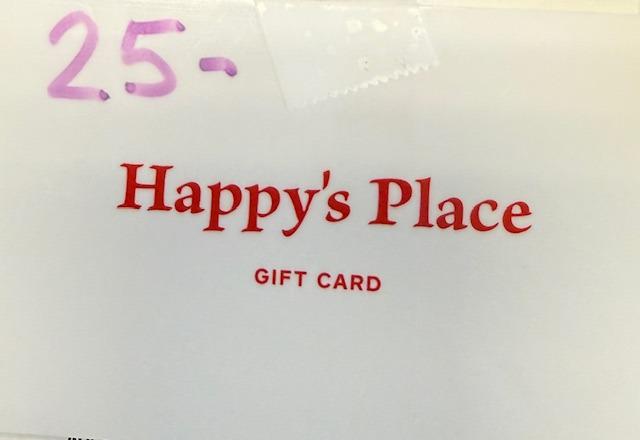 25-
Happy's Place
GIFT CARD